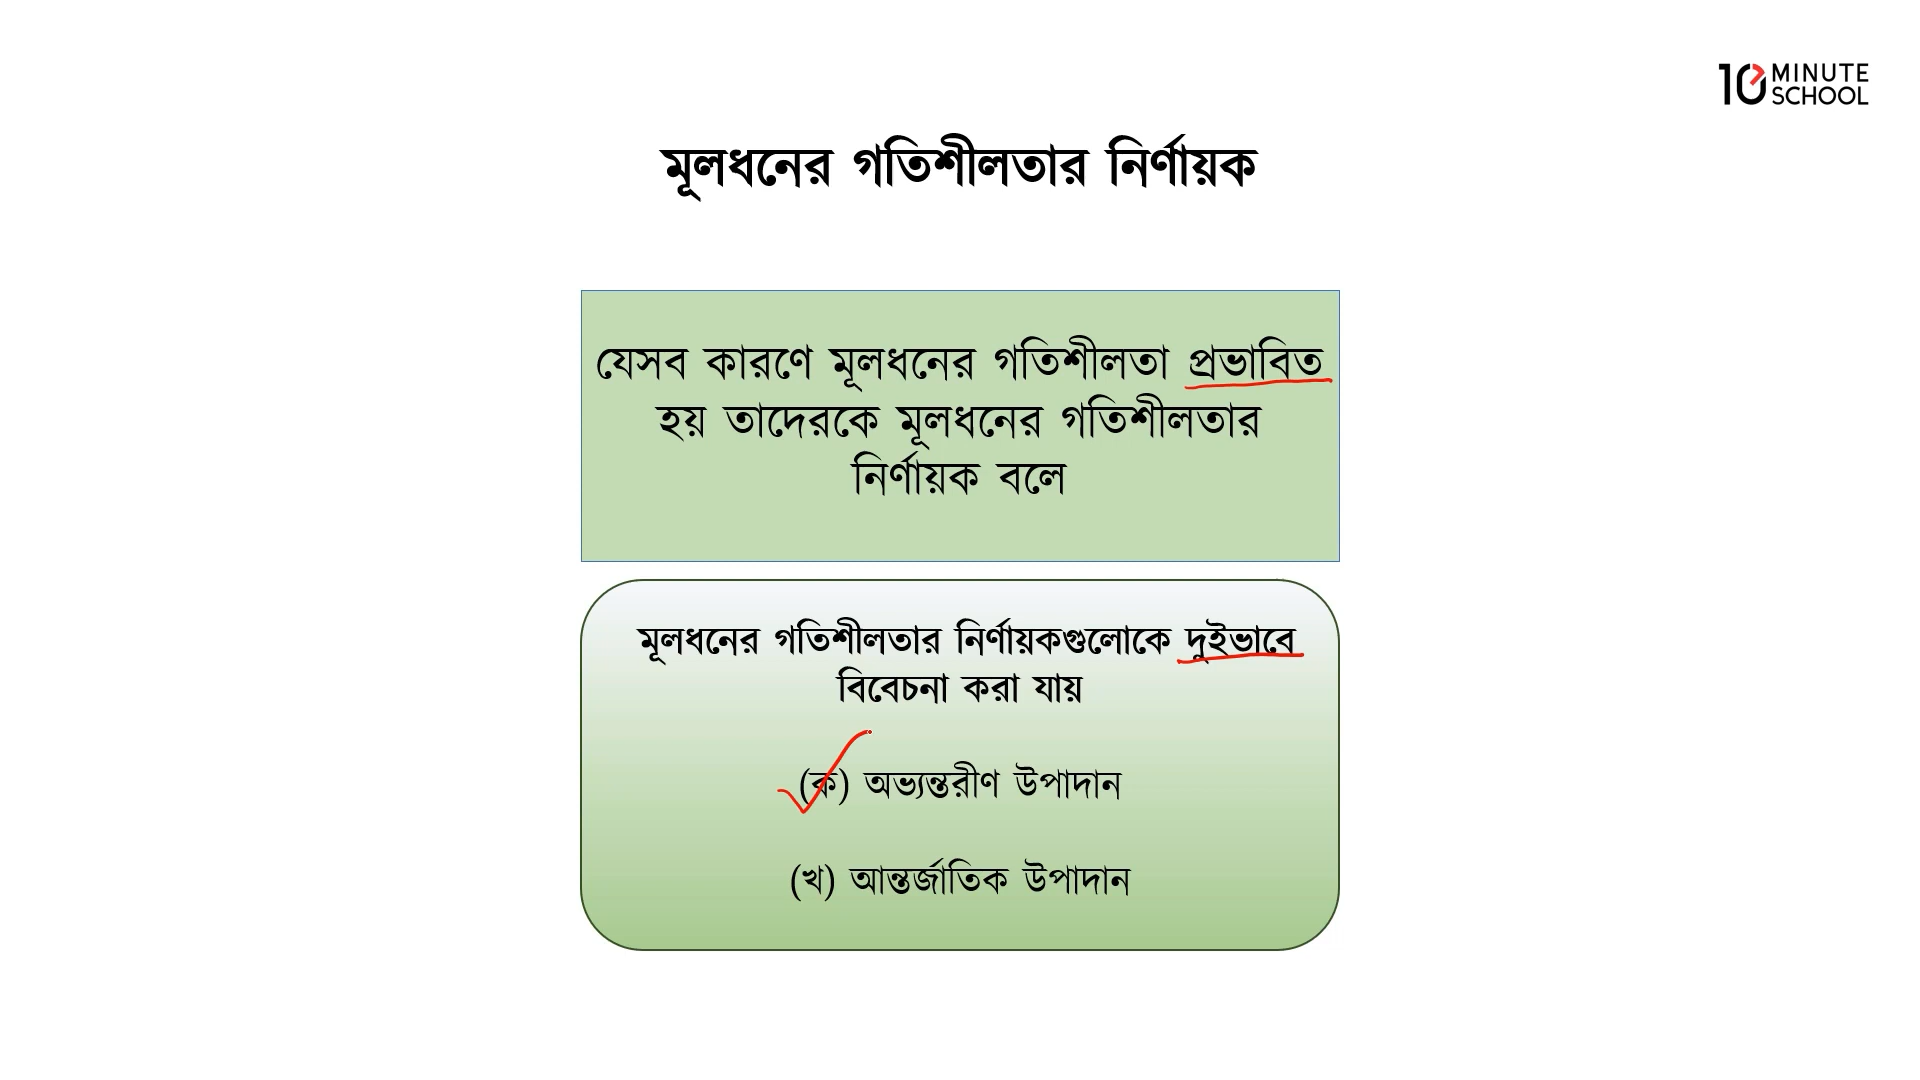 10 MINUTE
SCHOOL
মূলধনের গতিশীলতার নির্ণায়ক
যেসব কারণে মূলধনের গতিশীলতা প্রভাবিত
হয় তাদেরকে মূলধনের গতিশীলতার
নির্ণায়ক বলে
মূলধনের গতিশীলতার নির্ণায়কগুলোকে দুইভাবে
বিবেচনা করা যায়
(ক) অভ্যন্তরীণ উপাদান
(খ) আন্তর্জাতিক উপাদান